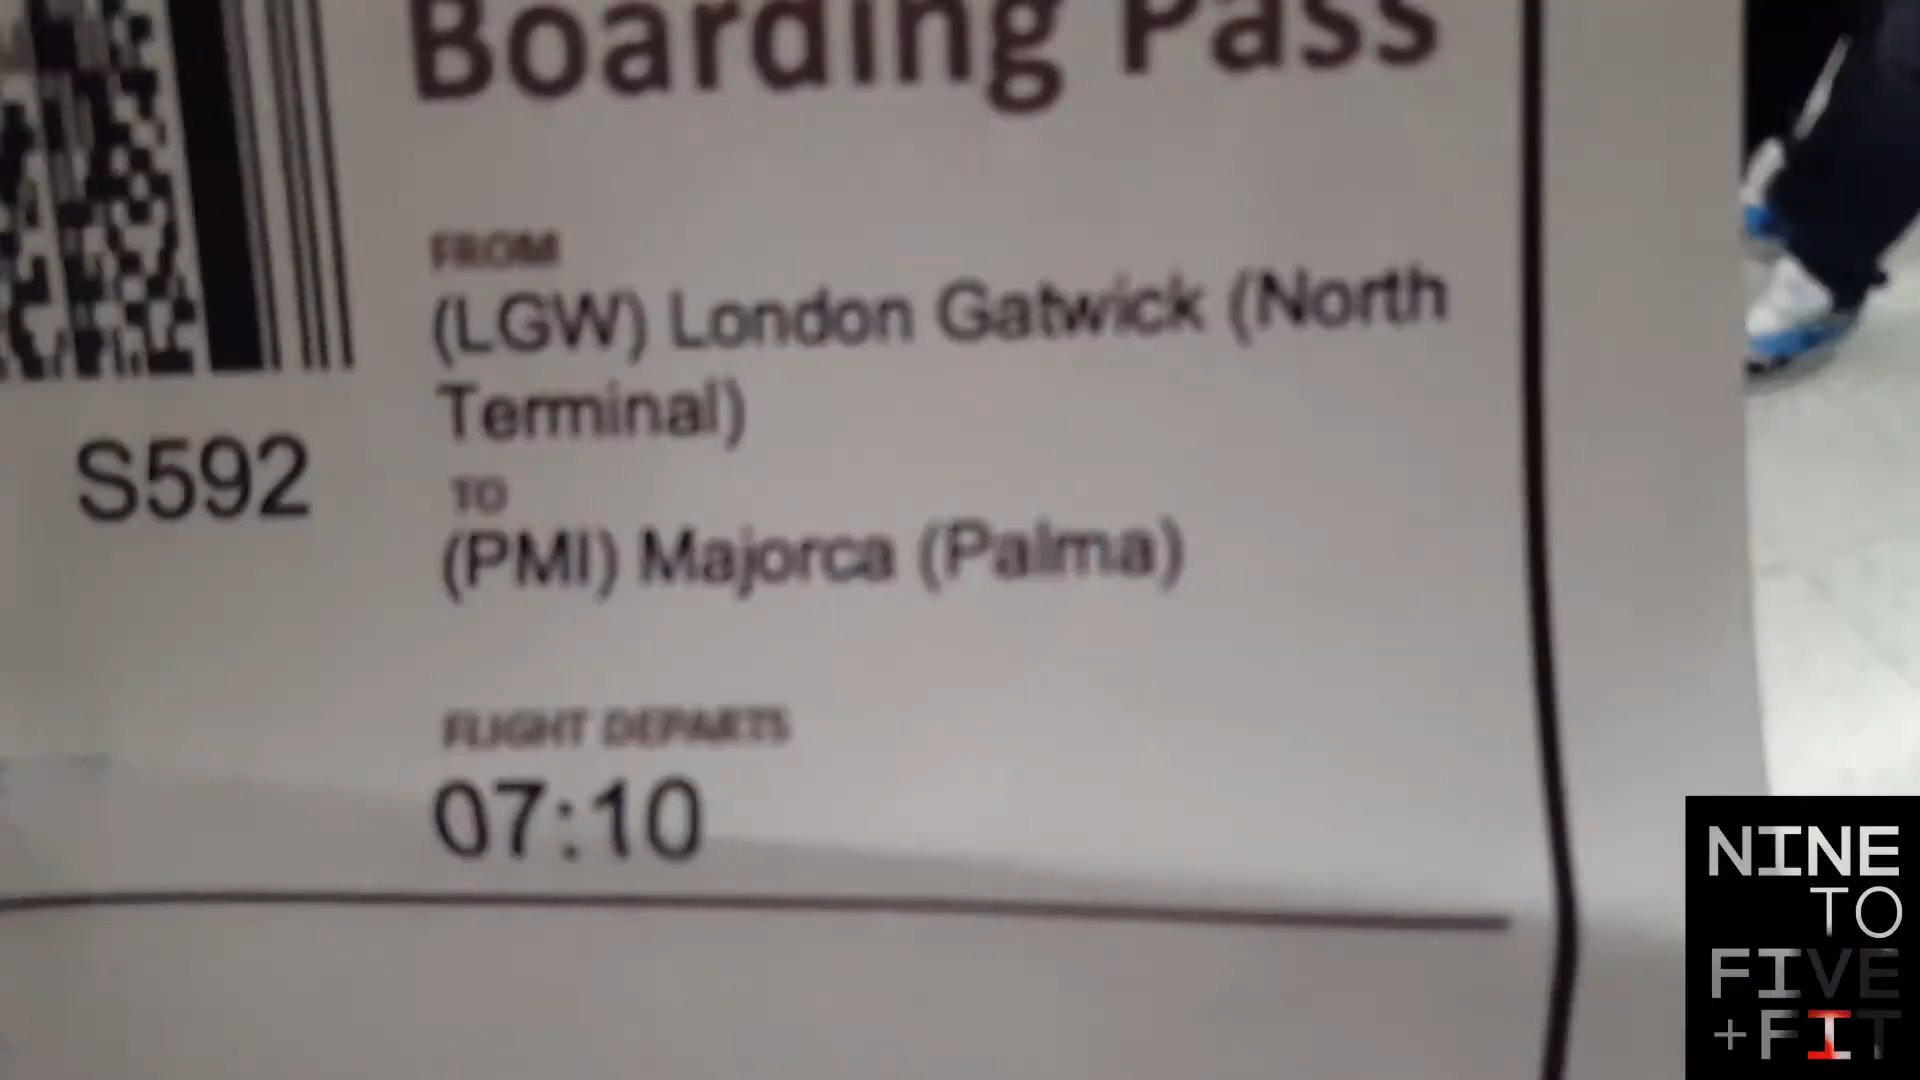 Boarding Pass
FROM
(LGW) London Gatwick (North
Terminal)
S592
TO
(PMI) Majorca (Palma)
FLIGHT DEPARTS
07:10
NINE
TO
FIVE
+FIT